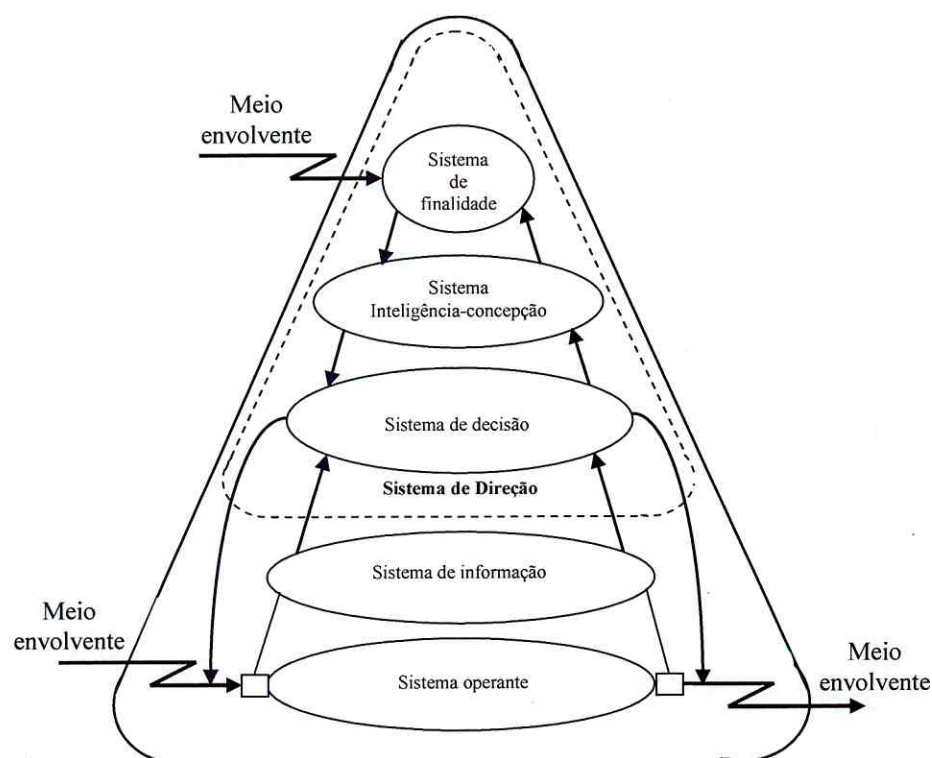 Meio
envolvente
Sistema
de
finalidade
Sistema
Inteligência-concepção
Sistema de decisão
Sistema de Direção
Sistema de informação
Meio
envolvente
Sistema operante
Meio
envolvente